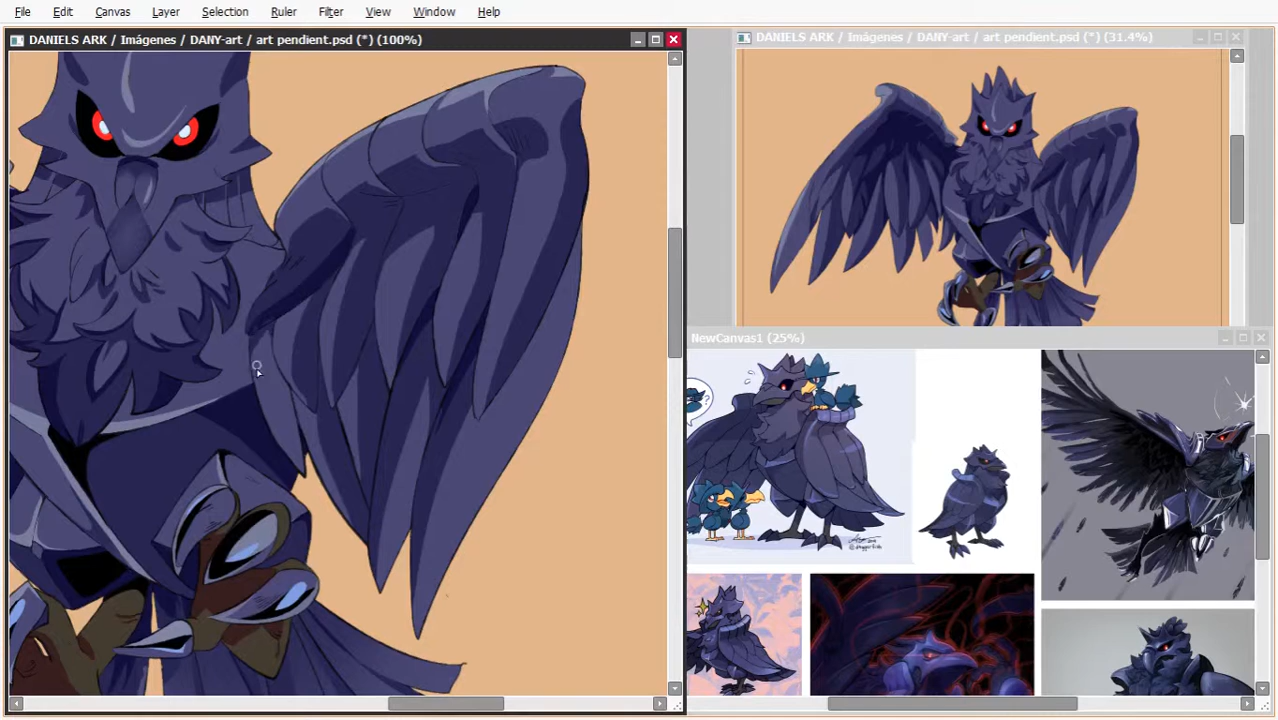 File Edit Canvas Layer Selection Ruler Filter View Window Help
DANIELS ARK / Imágenes / DANY-art / art pendient.psd (*) (100%)
DANIELS ARK / Imágenes / DANY-art / art pendient.psd (*) (31.4%)
NewCanvas1 (25%)
?